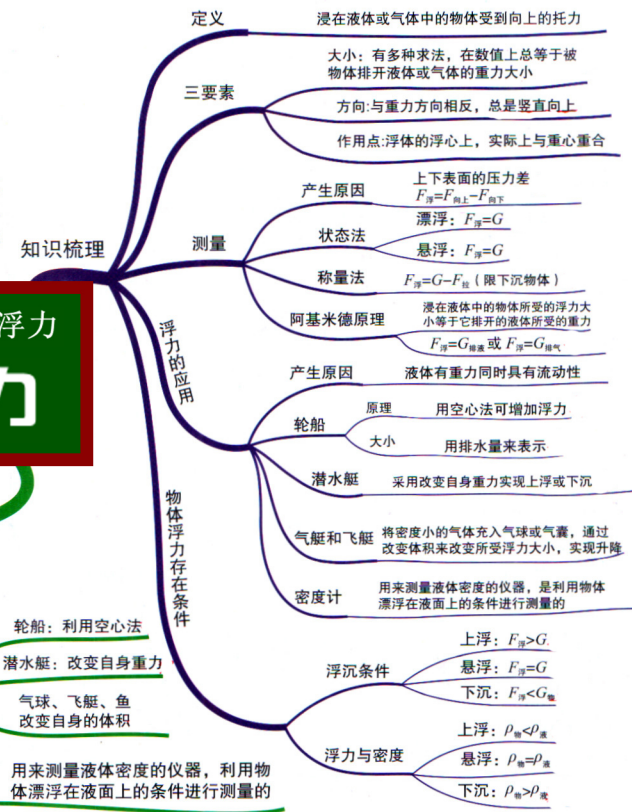 定义
浸在液体或气体中的物体受到向上的托力
三要素
大小：有多种求法，在数值上总等于被
物体排开液体或气体的重力大小
方向:与重力方向相反，总是竖直向上
作用点:浮体的浮心上，实际上与重心重合
知识梳理
测量
产生原因
上下表面的压力差
F浮=F向上-F向下
状态法
漂浮：F浮=G
悬浮：F浮=G
称量法
F浮=G-F拉（限下沉物体）
阿基米德原理
浸在液体中的物体所受的浮力大
小等于它排开的液体所受的重力
F浮=G排液或F浮=G排气
浮力
力
浮力的应用
产生原因
液体有重力同时具有流动性
轮船
原理
用空心法可增加浮力
大小
用排水量来表示
潜水艇
采用改变自身重力实现上浮或下沉
气艇和飞艇
将密度小的气体充入气球或气囊，通过
改变体积来改变所受浮力大小，实现升降
密度计
用来测量液体密度的仪器，是利用物体
漂浮在液面上的条件进行测量的
物体浮力存在条件
浮沉条件
上浮：F浮>G
悬浮：F浮=G
下沉：F浮<G物
浮力与密度
上浮：ρ物<ρ液
悬浮：ρ物=ρ液
下沉：ρ物>ρ液
轮船：利用空心法
潜水艇：改变自身重力
气球、飞艇、鱼
改变自身的体积
用来测量液体密度的仪器，利用物
体漂浮在液面上的条件进行测量的